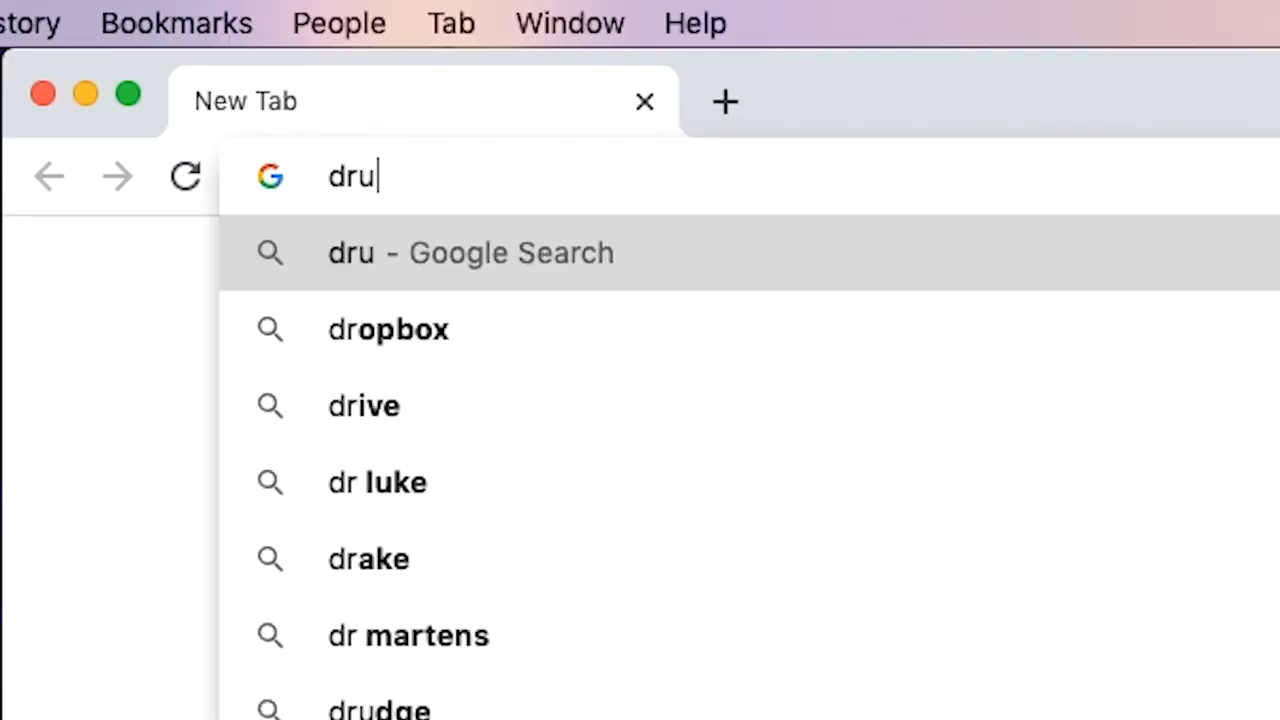 story Bookmarks People Tab Window Help
New Tab
dru
dru - Google Search
dropbox
drive
dr luke
drake
dr martens
drudge